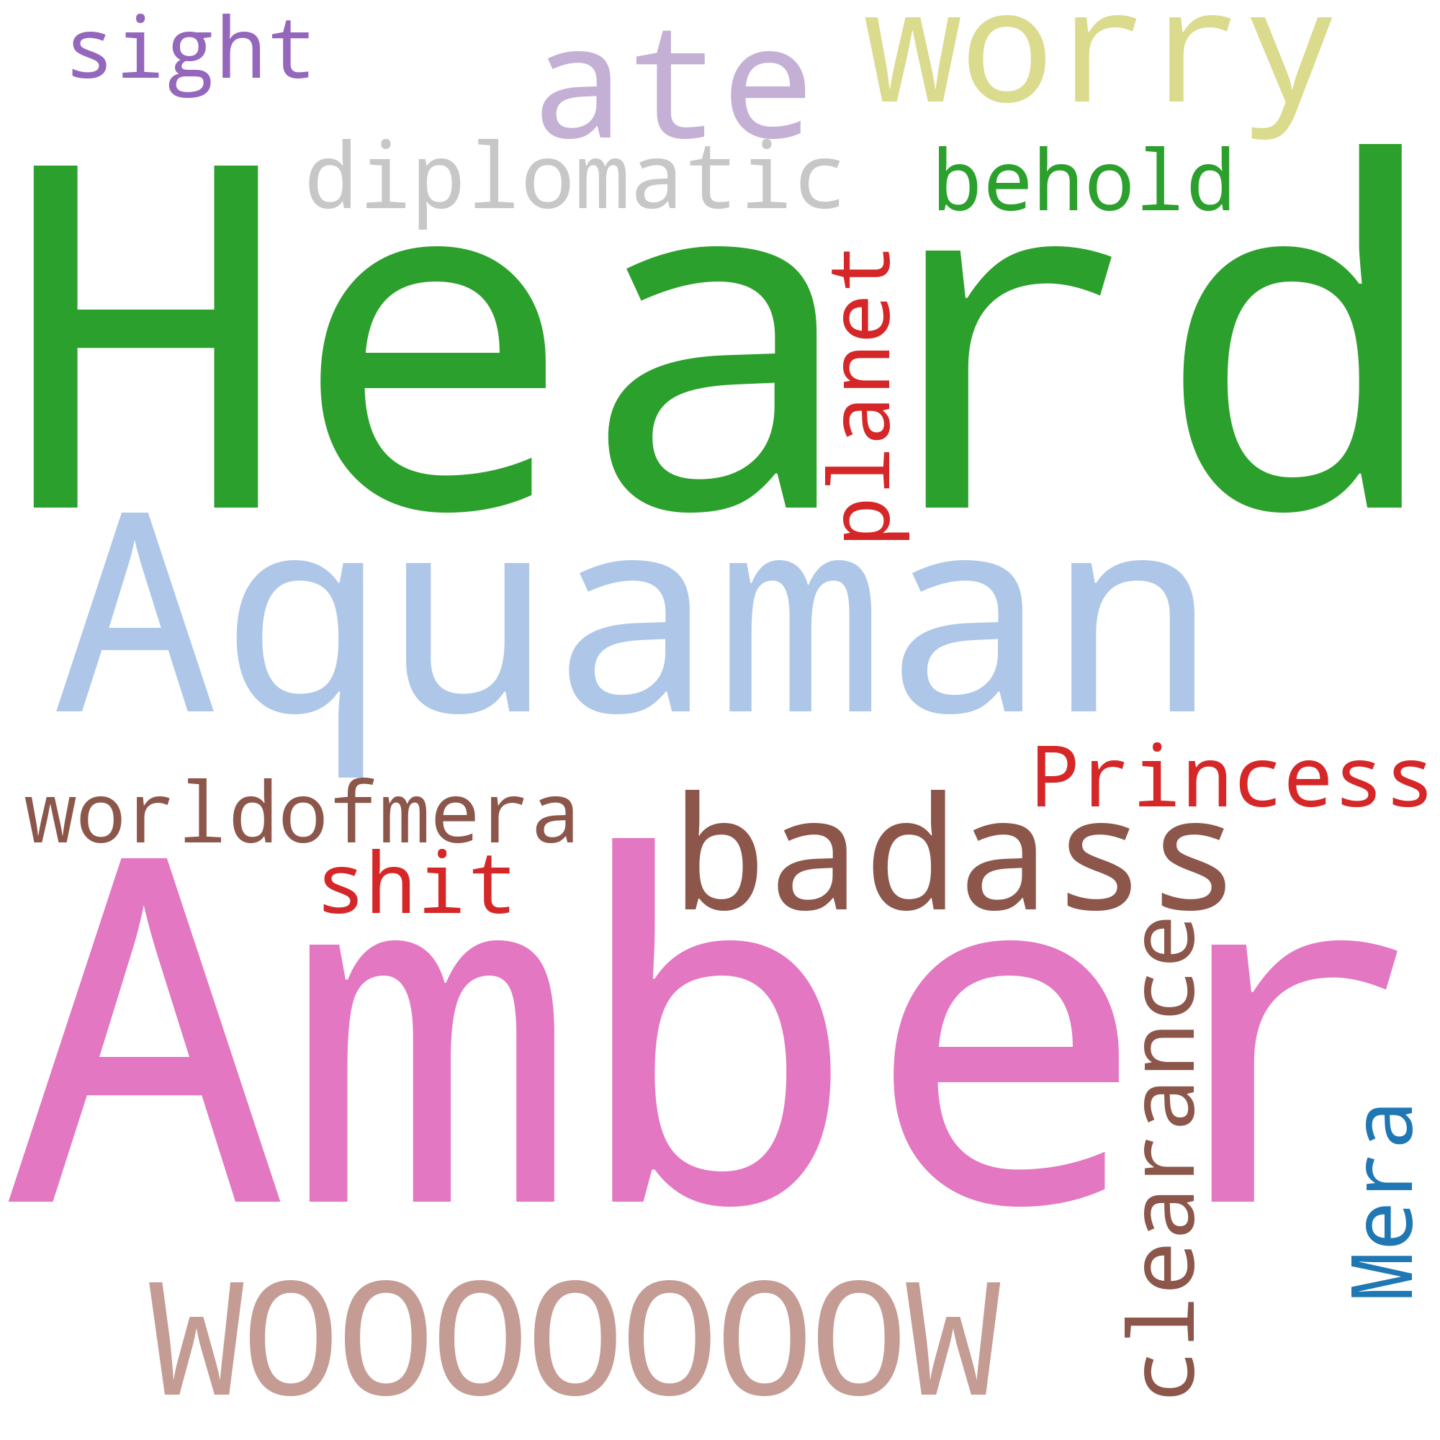 sight
ate
worry
diplomatic
behold
Heard
planet
Aquaman
Princess
worldofmera
badass
shit
Amber
clearance
Mera
WOOOOOOOW